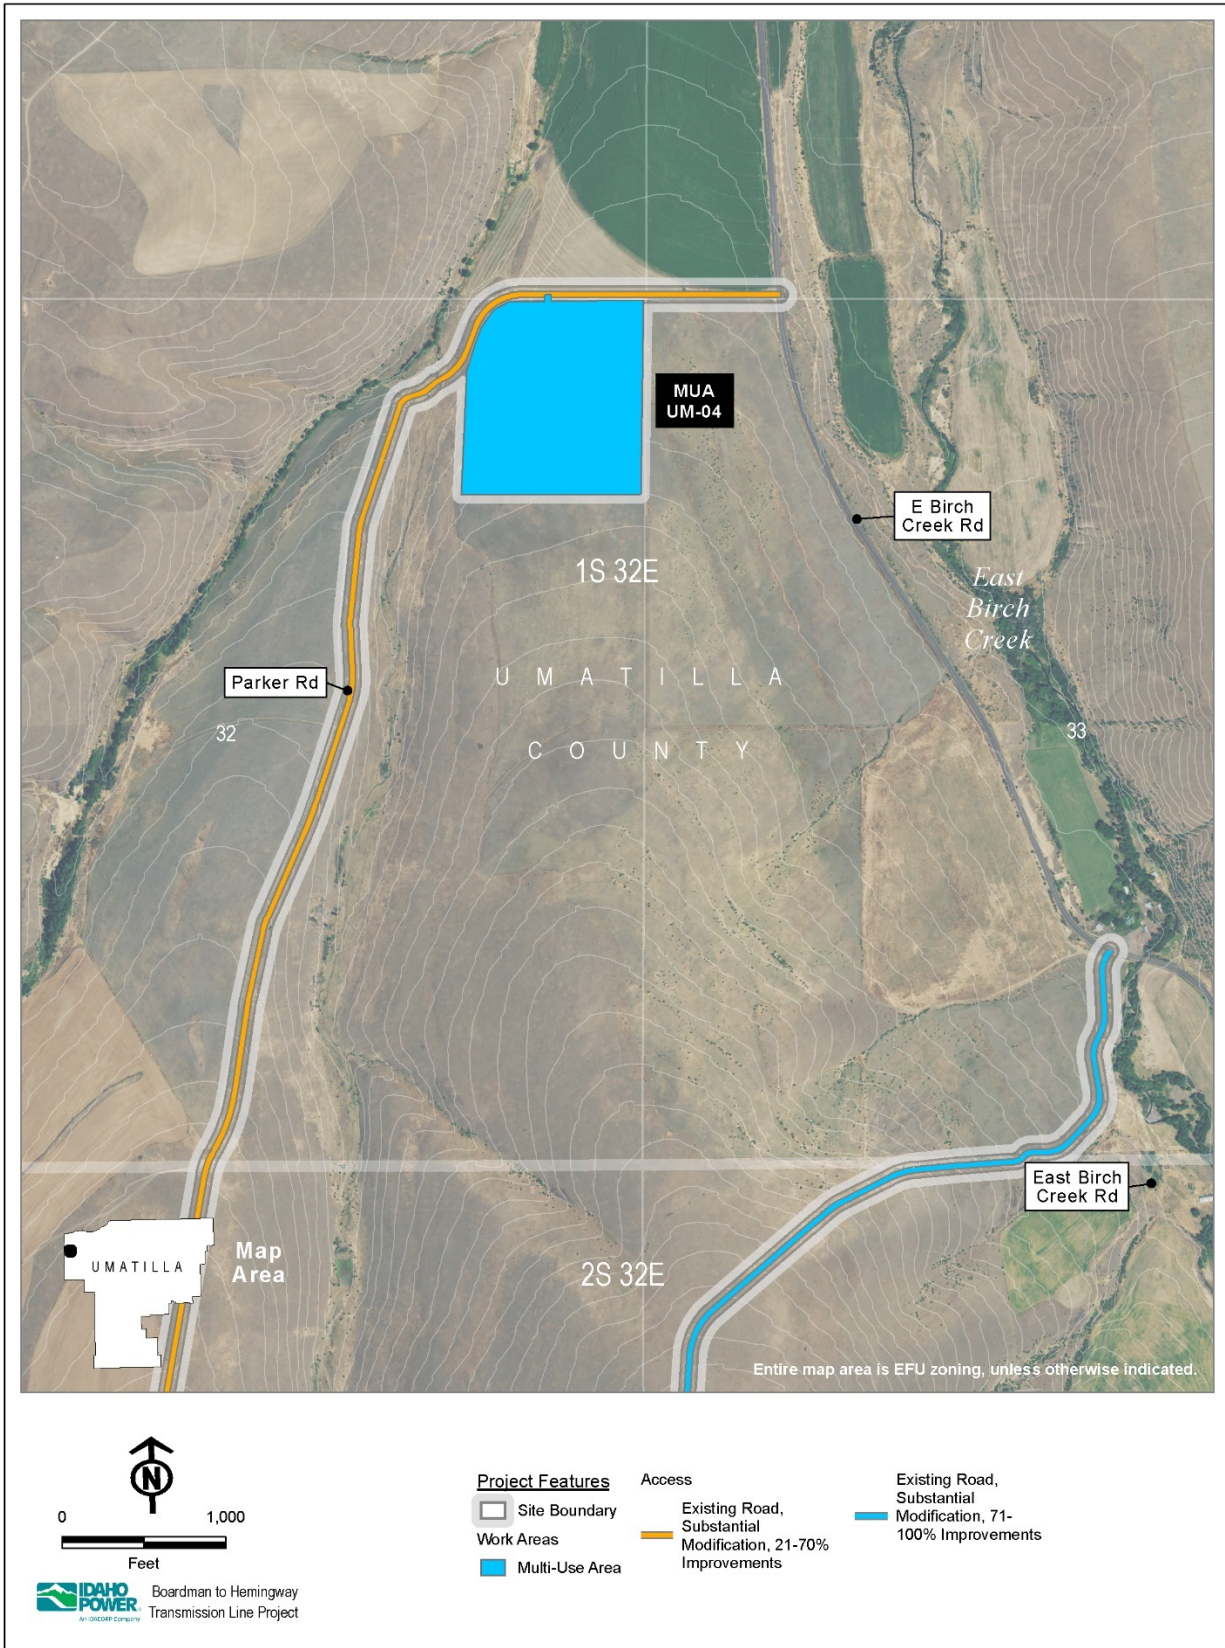 MUA
UM-04
E Birch
Creek Rd
1S 32E
East
Birch
Creek
UMATILLA
Parker Rd
32
33
COUNTY
East Birch
Creek Rd
Map
Area
UMATILLA
2S 32E
Entire map area is EFU zoning, unless otherwise indicated.
N
0 1,000
Feet
IDAHO
POWER
An IDACORP Company
Boardman to Hemingway
Transmission Line Project
Project Features
Site Boundary
Work Areas
Multi-Use Area
Access
Existing Road,
Substantial
Modification, 21-70%
Improvements
Existing Road,
Substantial
Modification, 71-
100% Improvements